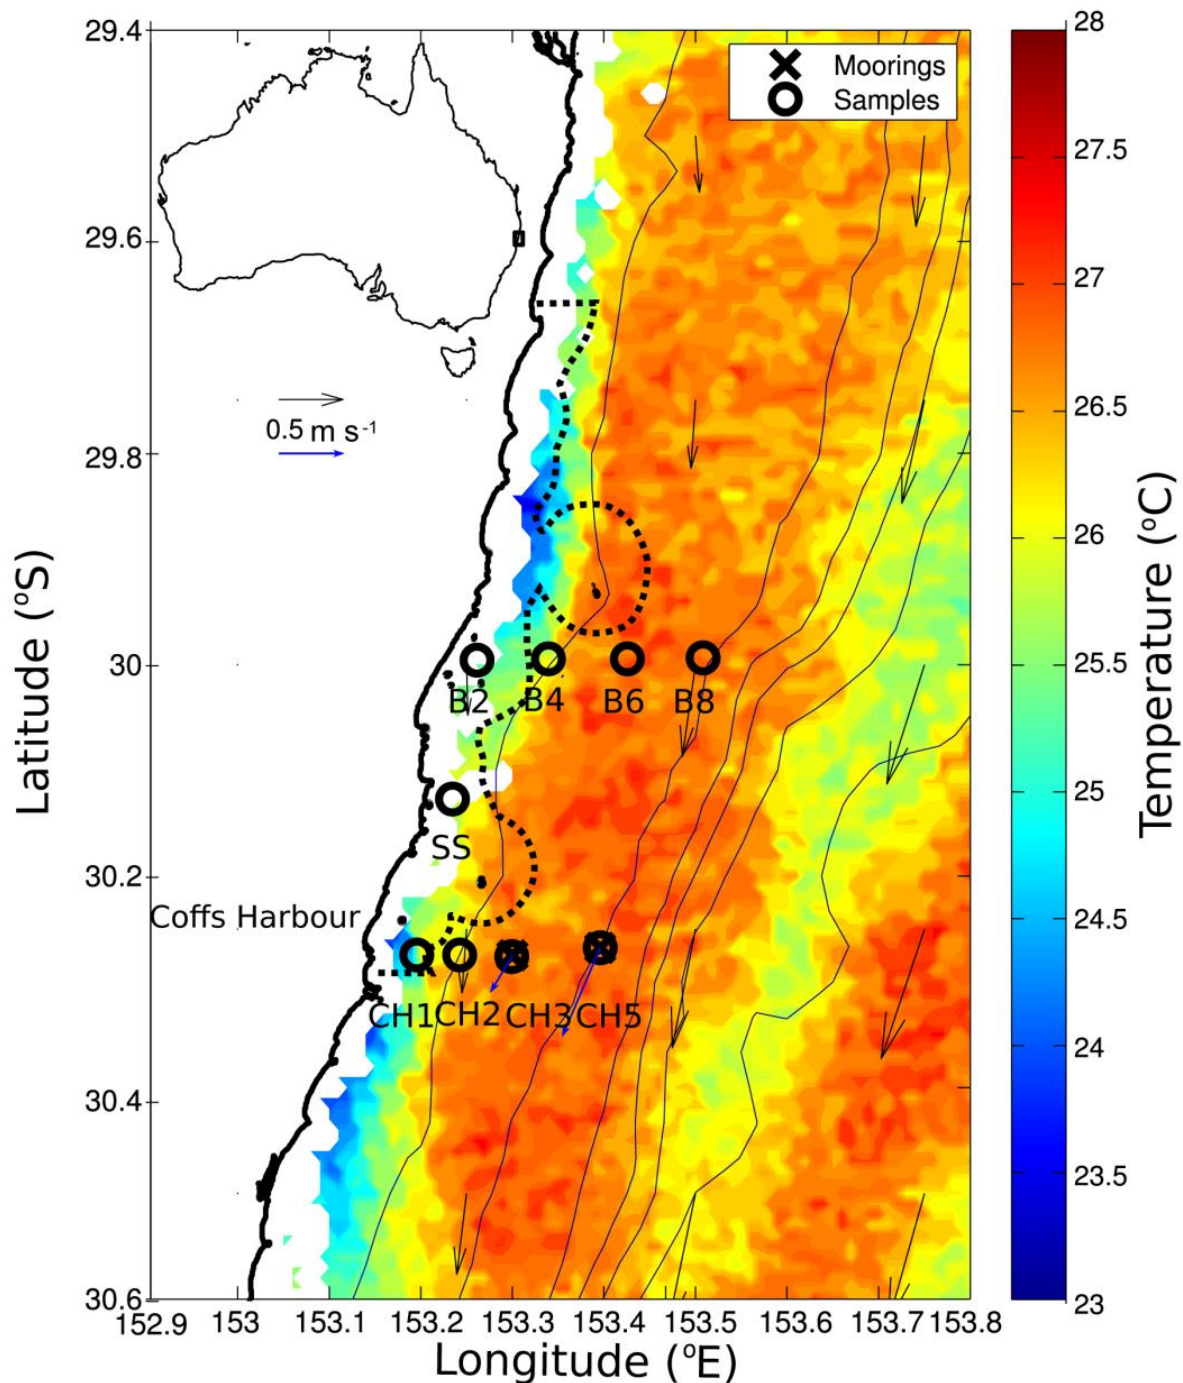 29.4
29.6
29.8
30
30.2
30.4
30.6
Latitude (°S)
152.9
153
153.1
153.2
153.3
153.4
153.5
153.6
153.7
153.8
Longitude (°E)
Moorings
Samples
0.5 m s⁻¹
B2
B4
B6
B8
SS
Coffs Harbour
CH1
CH2
CH3
CH5
28
27.5
27
26.5
26
25.5
25
24.5
24
23.5
23
Temperature (°C)